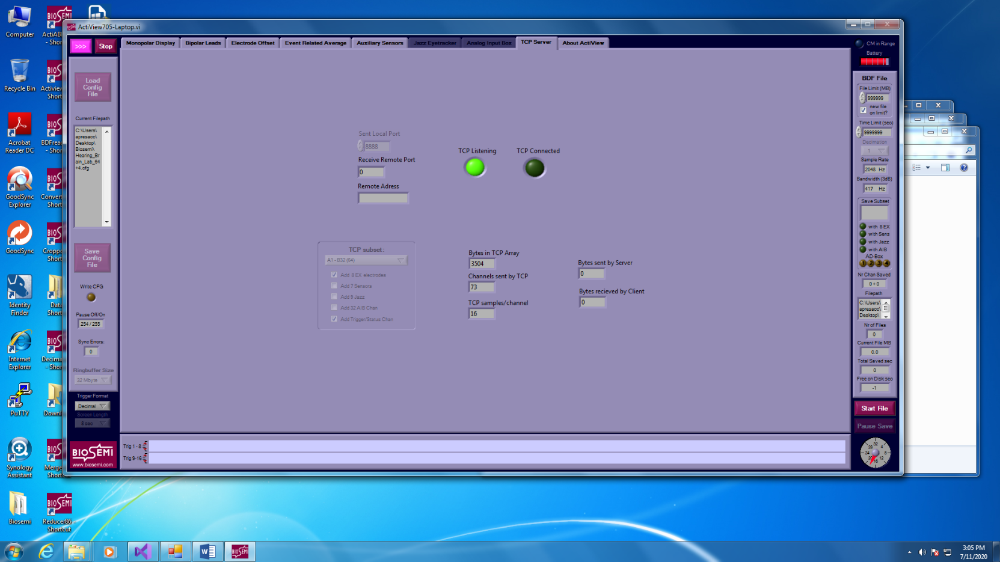 Computer
BIOSEMI
ActiABI
- Shor
Recycle Bin
Activiev
Short
Acrobat
Reader DC
BDFrea
- Short
GoodSync
Explorer
Convert
Short
GoodSync
Croppe
Short
Identity
Finder
Data
Short
Internet
Explorer
Decima
- Shor
PuTTY
Downl
Synology
Assistant
Merge
Shortcut
Biosemi
BIOSEMI
Reducer86
Shortcut
ActiView705-Laptop.vi
>>>
Stop
Monopolar Display
Bipolar Leads
Electrode Offset
Event Related Average
Auxiliary Sensors
Jazz Eyetracker
Analog Input Box
TCP Server
About ActiView
Load
Config
File
Current Filepath
C:\Users\
apresacc\
Desktop\
Biosemi\
Hearing_Br
ain_Lab_64
+4.cfg
Save
Config
File
Write CFG
Pause Off/On
254 / 255
Sync Errors:
0
Ringbuffer Size
32 Mbyte
Trigger Format
Decimal
Screen Length
8 sec
BIOSEMI
www.biosemi.com
Sent Local Port
8888
Receive Remote Port
0
Remote Adress
TCP Listening
TCP Connected
TCP subset:
A1 - B32 (64)
Add 8 EX electrodes
Add 7 Sensors
Add 9 Jazz
Add 32 AIB Chan
Add Trigger/Status Chan
Bytes in TCP Array
3504
Channels sent by TCP
73
TCP samples/channel
16
Bytes sent by Server
0
Bytes recieved by Client
0
Trig 1 - 8
Trig 9-16
CM in Range
Battery
BDF File
File Limit (MB)
999999
new file
on limit?
Time Limit (sec)
9999999
Decimation
1
Sample Rate
2048 Hz
Bandwidth (3dB)
417 Hz
Save Subset
with 8 EX
with Sens
with Jazz
with AIB
AD-Box
1 2 3 4
Nr Chan Saved
0 + 0
Filepath
C:\Users\
apresacc\
Desktop\
Nr of Files
0
Current File MB
0.0
Total Saved sec
0
Free on Disk sec
-1
Start File
Pause Save
32 4 8 12 16 20 24 28
3:05 PM
7/11/2020